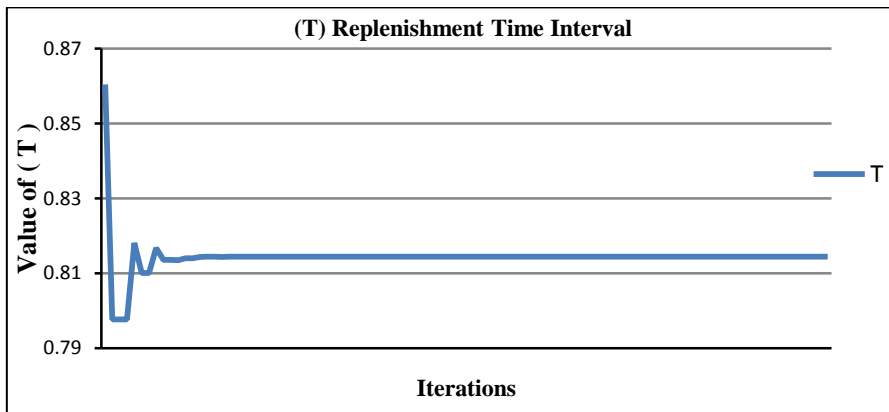 (T) Replenishment Time Interval
0.87
0.85
0.83
0.81
0.79
Value of ( T )
Iterations
T